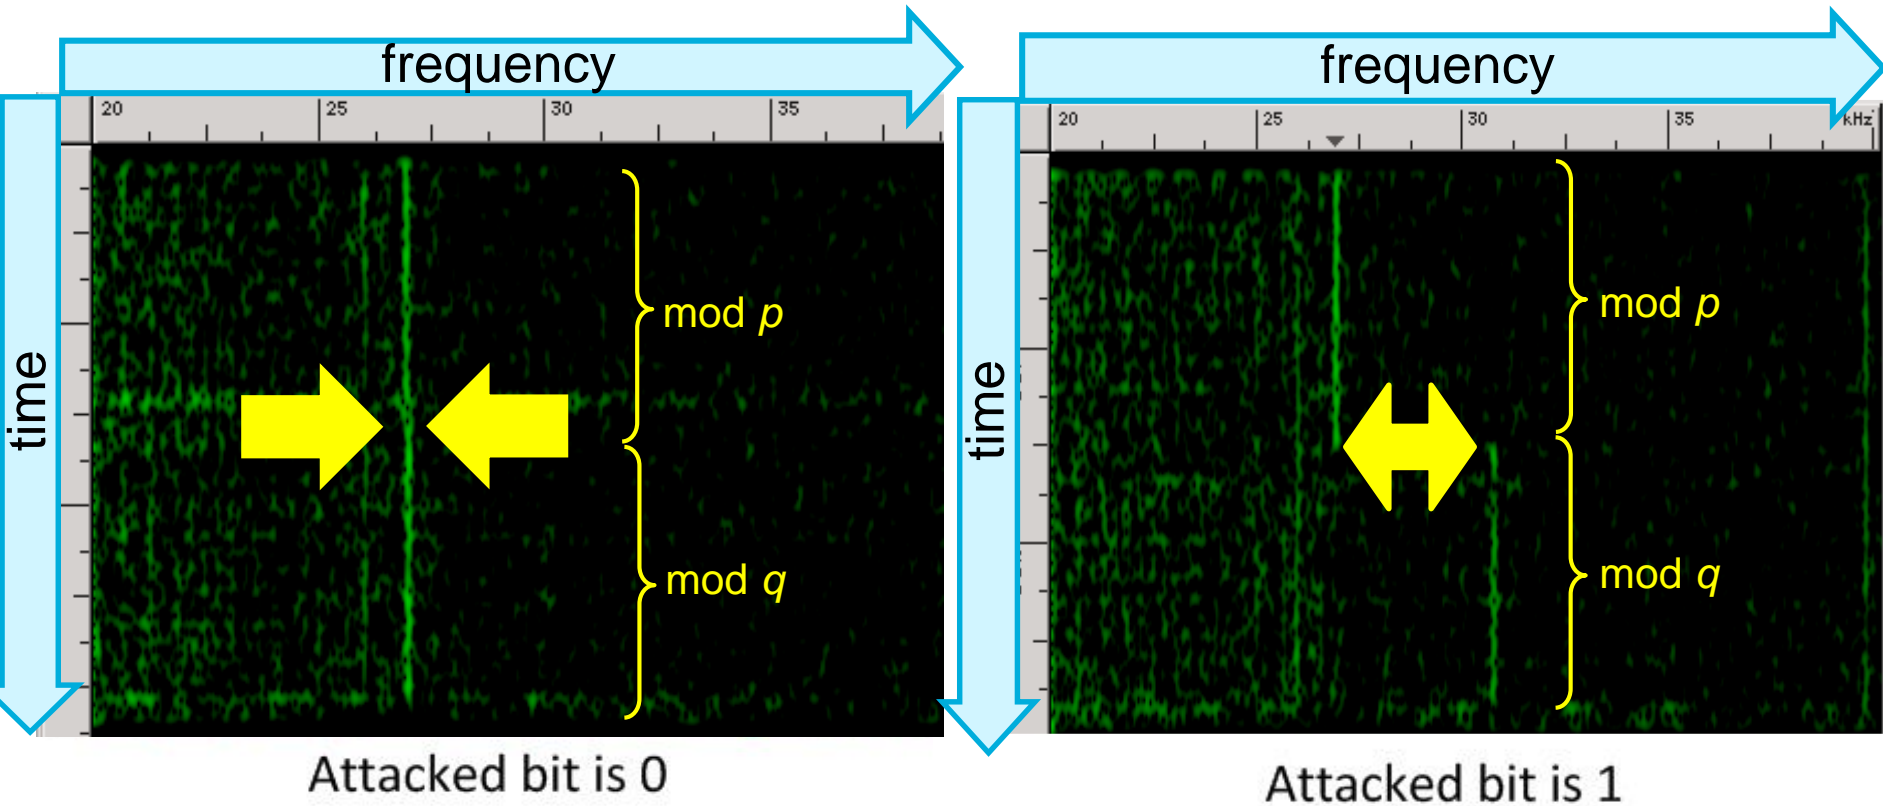 frequency
20 25 30 35
time
mod p
mod q
Attacked bit is 0
frequency
20 25 30 35 kHz
time
mod p
mod q
Attacked bit is 1